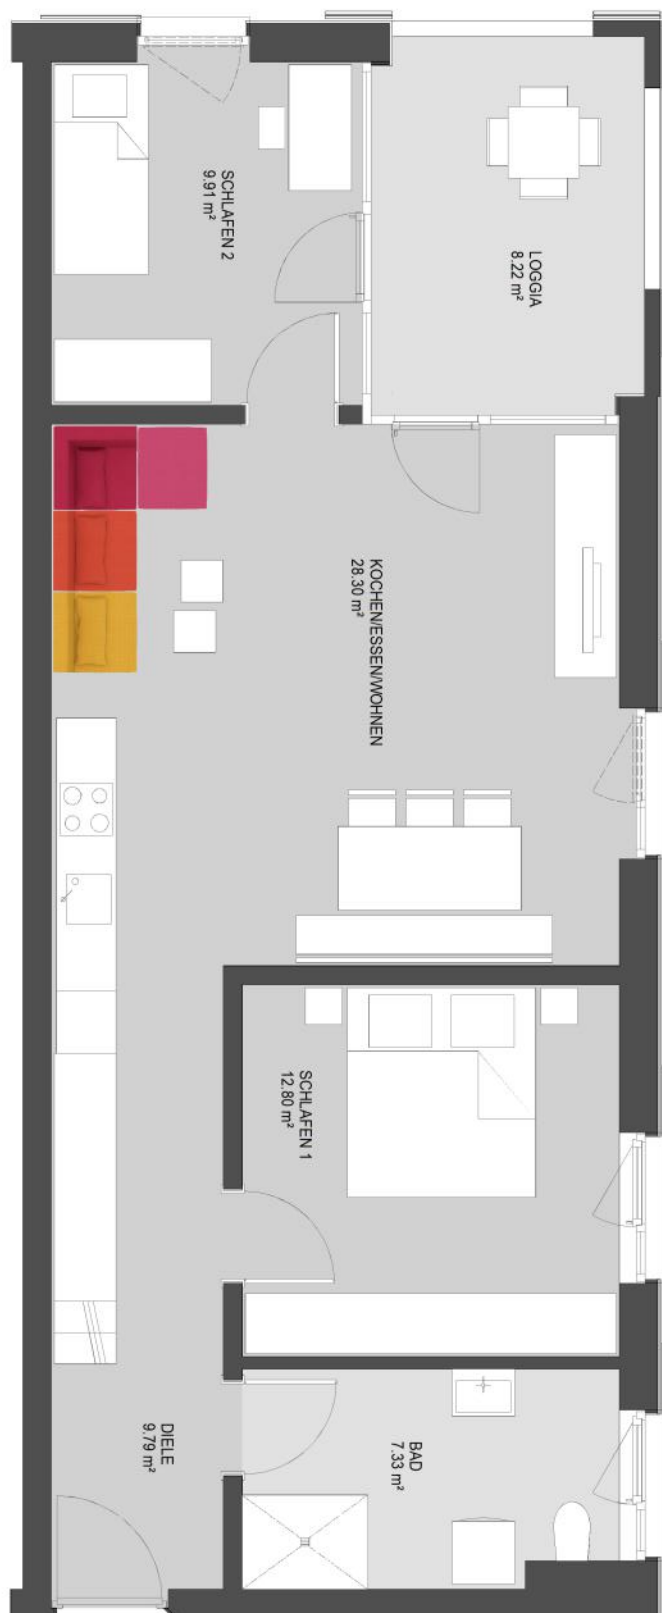 SCHLAFEN 2
9.91 m²
LOGGIA
8.22 m²
KOCHEN/ESSEN/WOHNEN
28.30 m²
SCHLAFEN 1
12.80 m²
DIELE
9.79 m²
BAD
7.33 m²